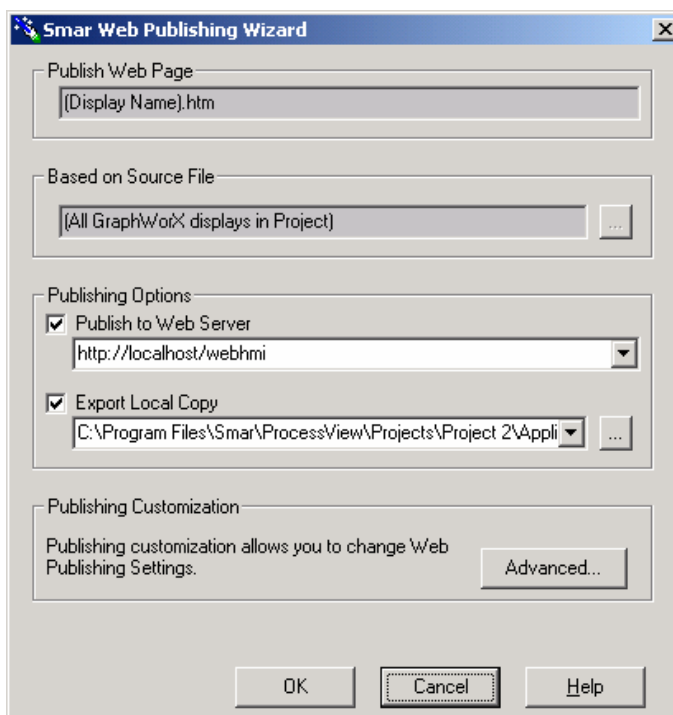 Smar Web Publishing Wizard
Publish Web Page
(Display Name).htm
Based on Source File
(All GraphWorX displays in Project)
...
Publishing Options
Publish to Web Server
http://localhost/webhmi
Export Local Copy
C:\Program Files\Smar\ProcessView\Projects\Project 2\Appli
...
Publishing Customization
Publishing customization allows you to change Web
Publishing Settings.
Advanced...
OK
Cancel
Help